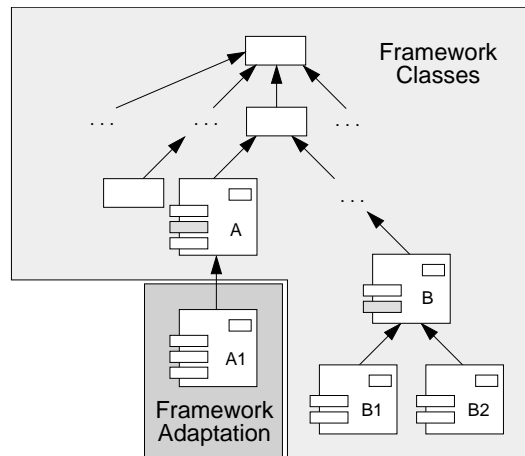 Framework
Classes
. . .
. . .
. . .
. . .
A
B
A1
B1
B2
Framework
Adaptation